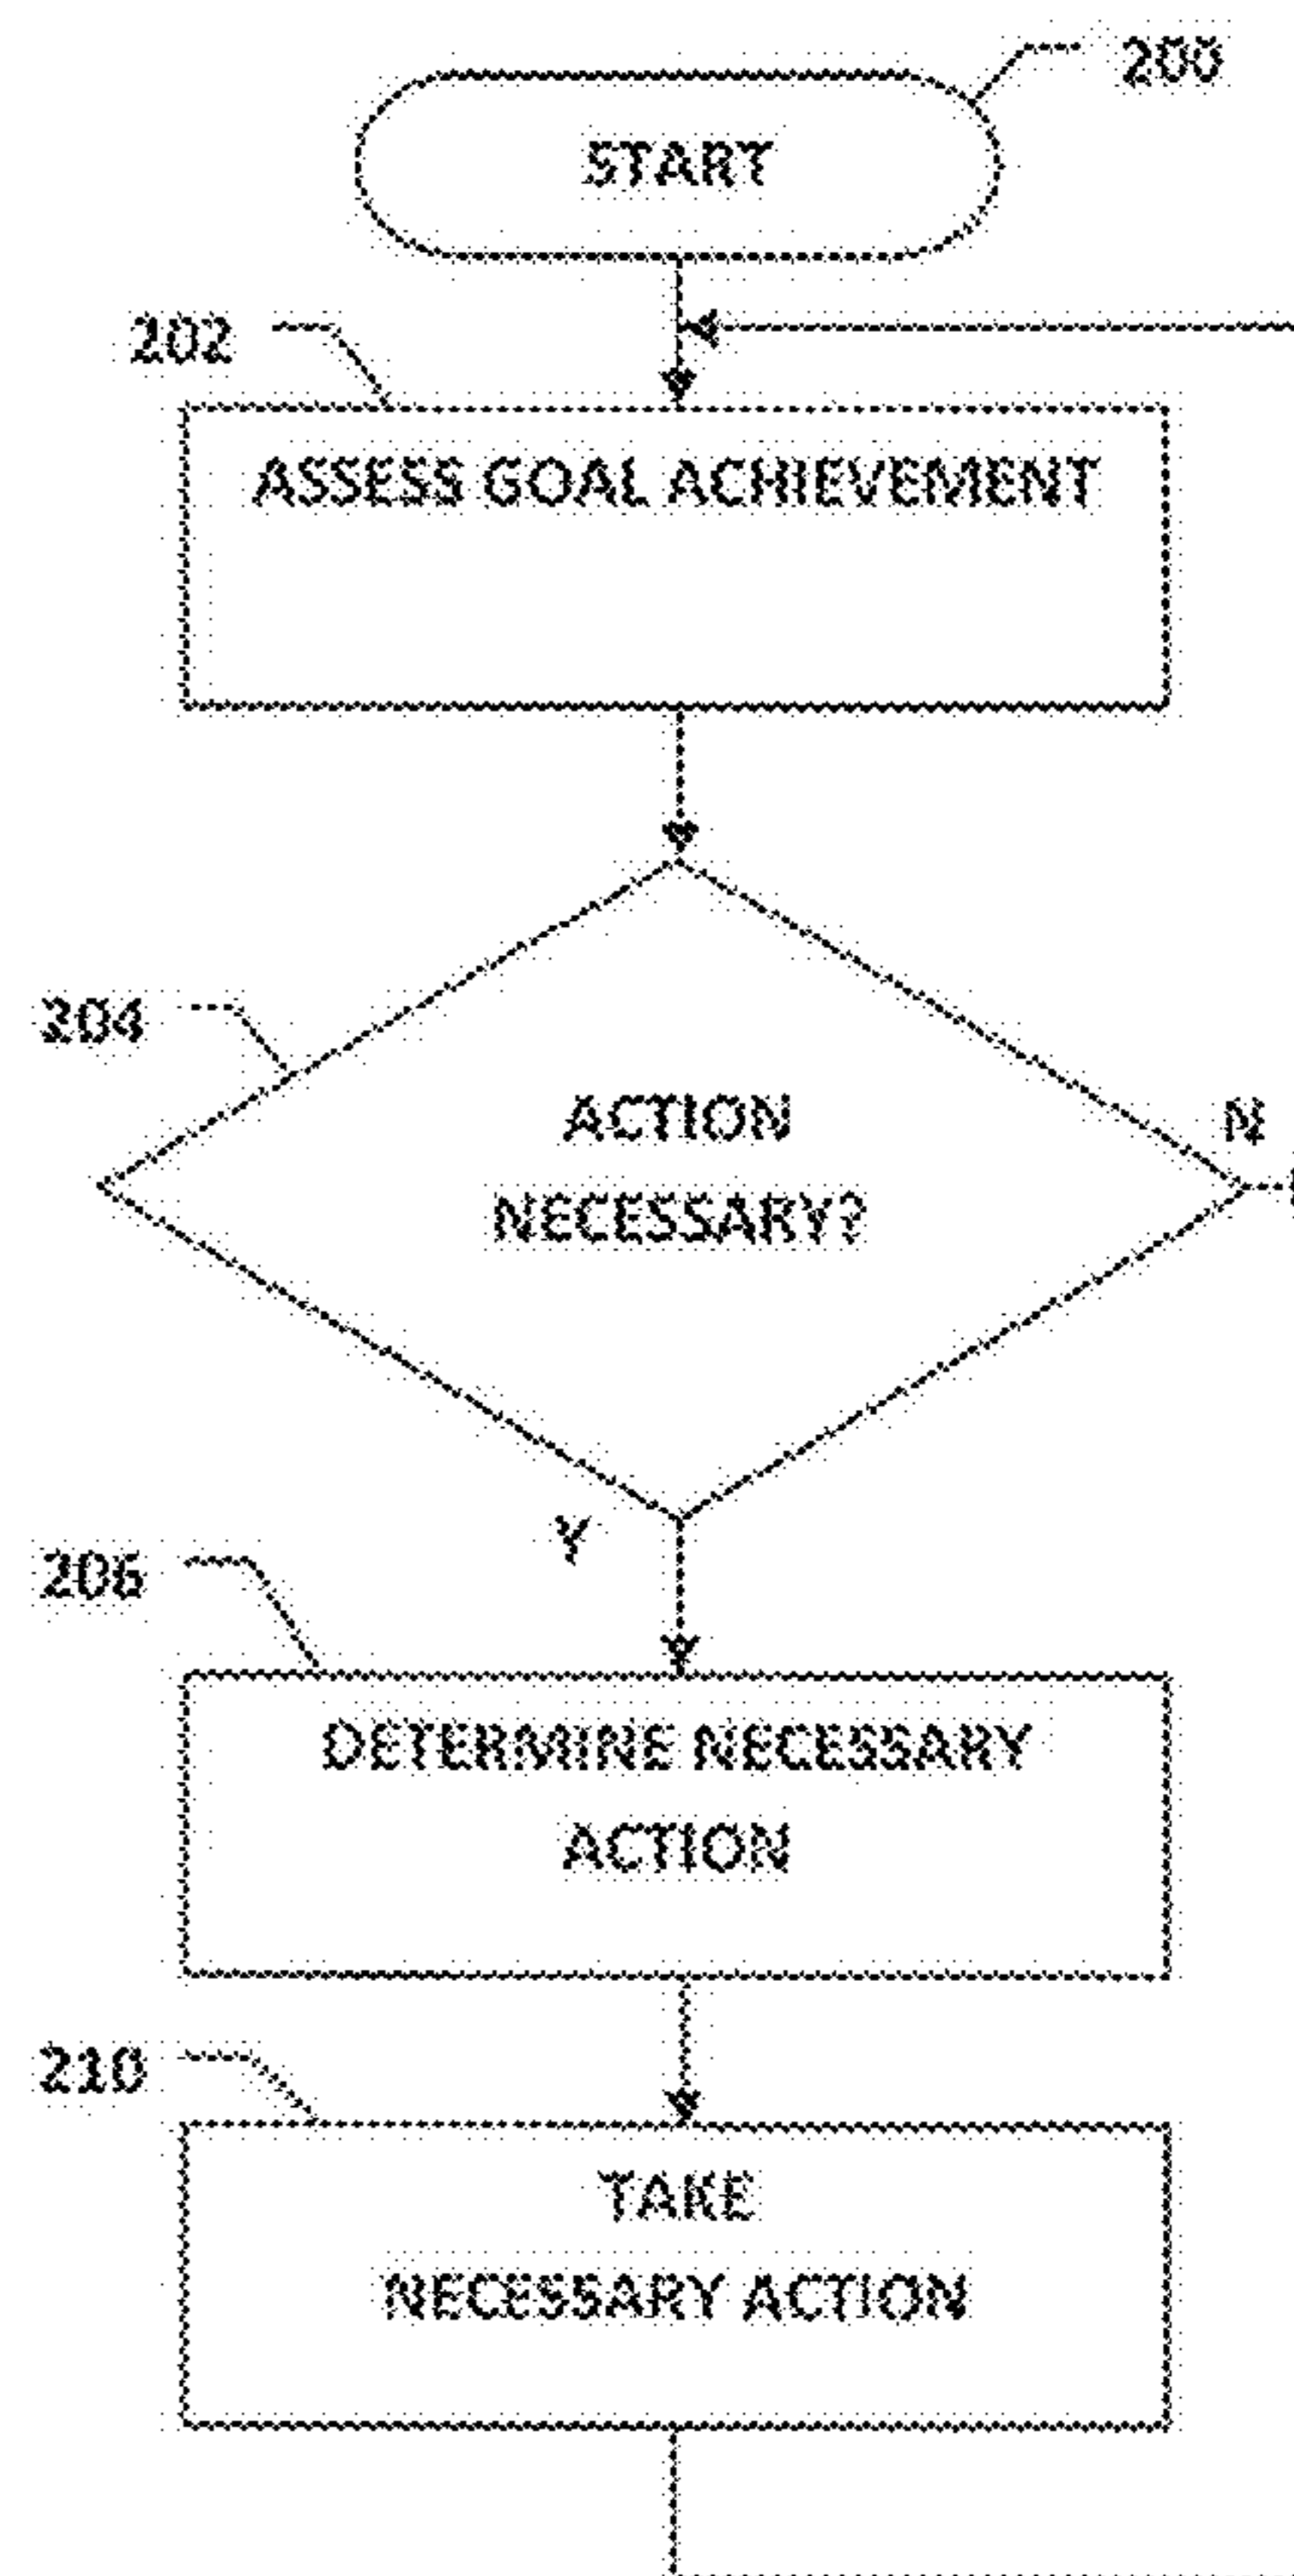 200
START
202
ASSESS GOAL ACHIEVEMENT
204
ACTION
N
NECESSARY?
Y
206
DETERMINE NECESSARY
ACTION
210
TAKE
NECESSARY ACTION